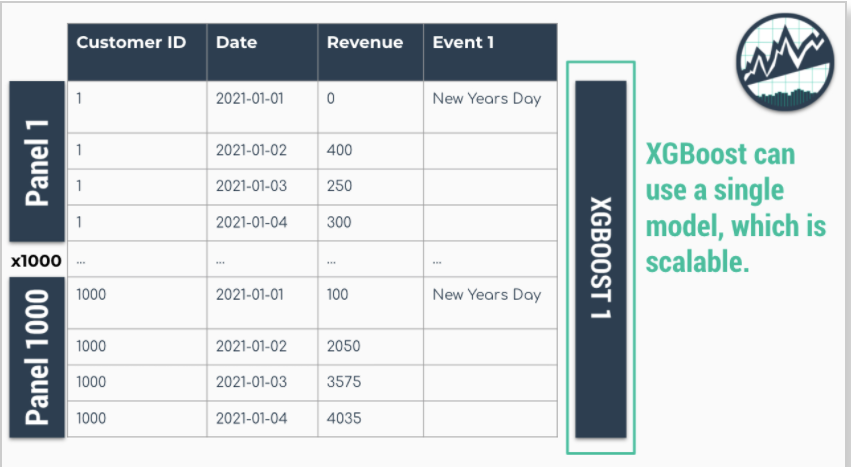 Customer ID Date Revenue Event 1
Panel 1
1 2021-01-01 0 New Years Day
1 2021-01-02 400
1 2021-01-03 250
1 2021-01-04 300
x1000 ... ... ... ...
Panel 1000
1000 2021-01-01 100 New Years Day
1000 2021-01-02 2050
1000 2021-01-03 3575
1000 2021-01-04 4035
XGBOOST 1
XGBoost can
use a single
model, which is
scalable.